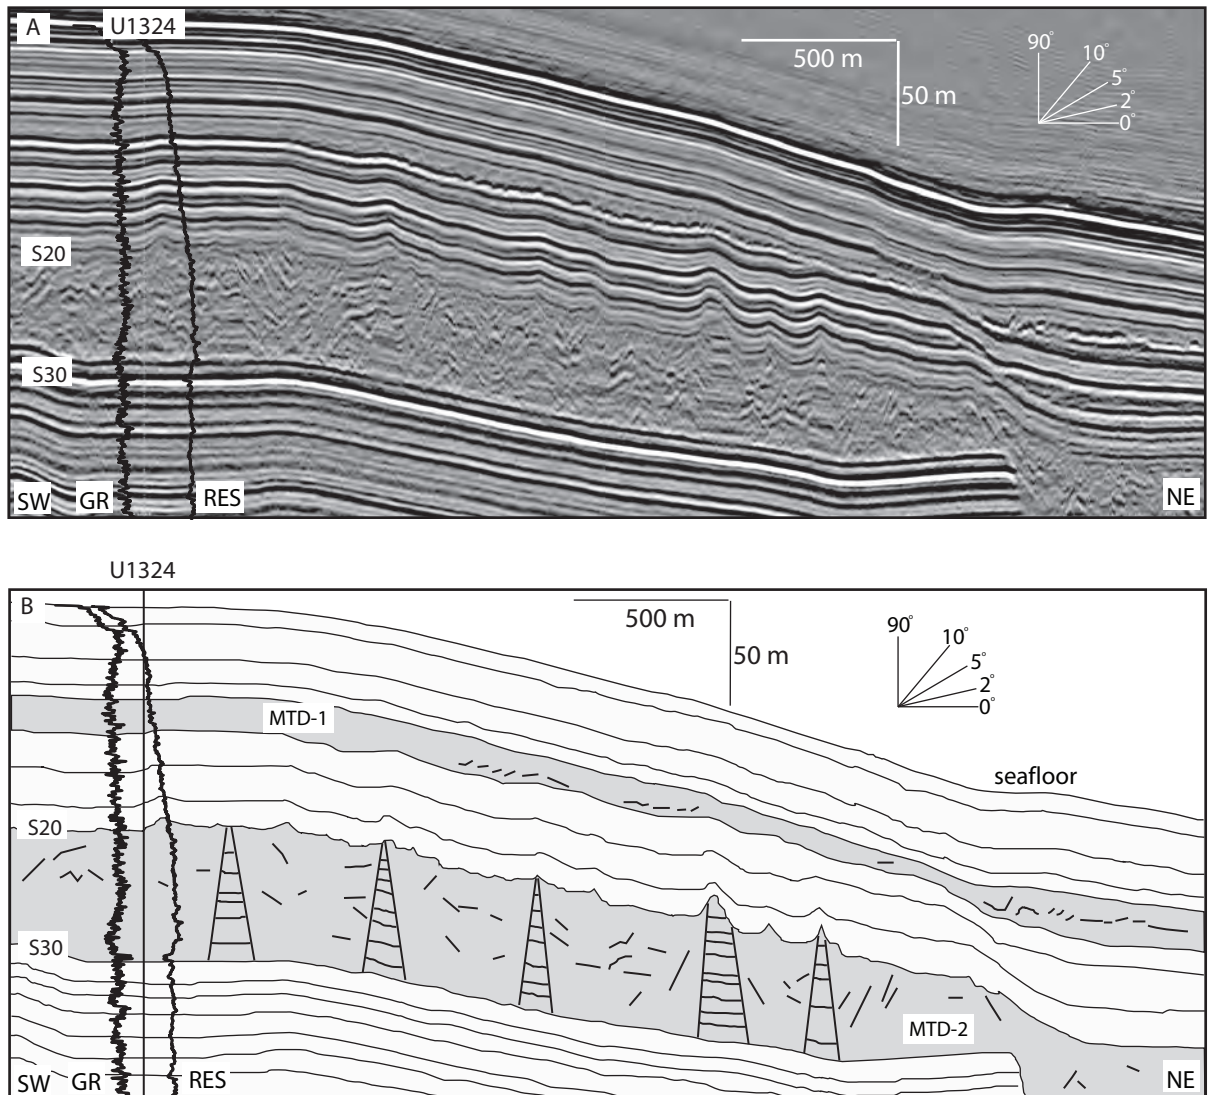 A
U1324
500 m
50 m
90°
10°
5°
2°
0°
S20
S30
SW
GR
RES
NE
U1324
B
500 m
50 m
90°
10°
5°
2°
0°
MTD-1
seafloor
S20
S30
MTD-2
SW
GR
RES
NE